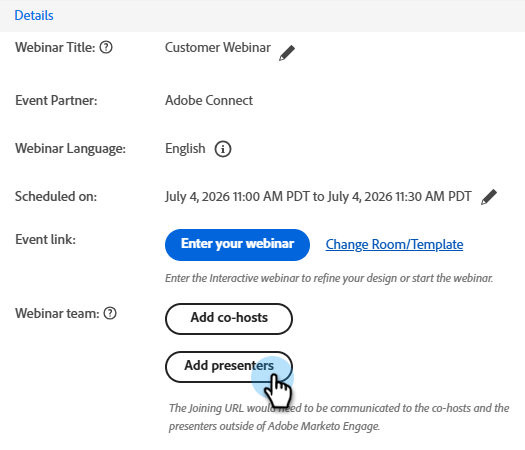 Details
Webinar Title: Customer Webinar
Event Partner: Adobe Connect
Webinar Language: English
Scheduled on: July 4, 2026 11:00 AM PDT to July 4, 2026 11:30 AM PDT
Event link: Enter your webinar Change Room/Template
Enter the Interactive webinar to refine your design or start the webinar.
Webinar team: Add co-hosts
Add presenters
The Joining URL would need to be communicated to the co-hosts and the
presenters outside of Adobe Marketo Engage.